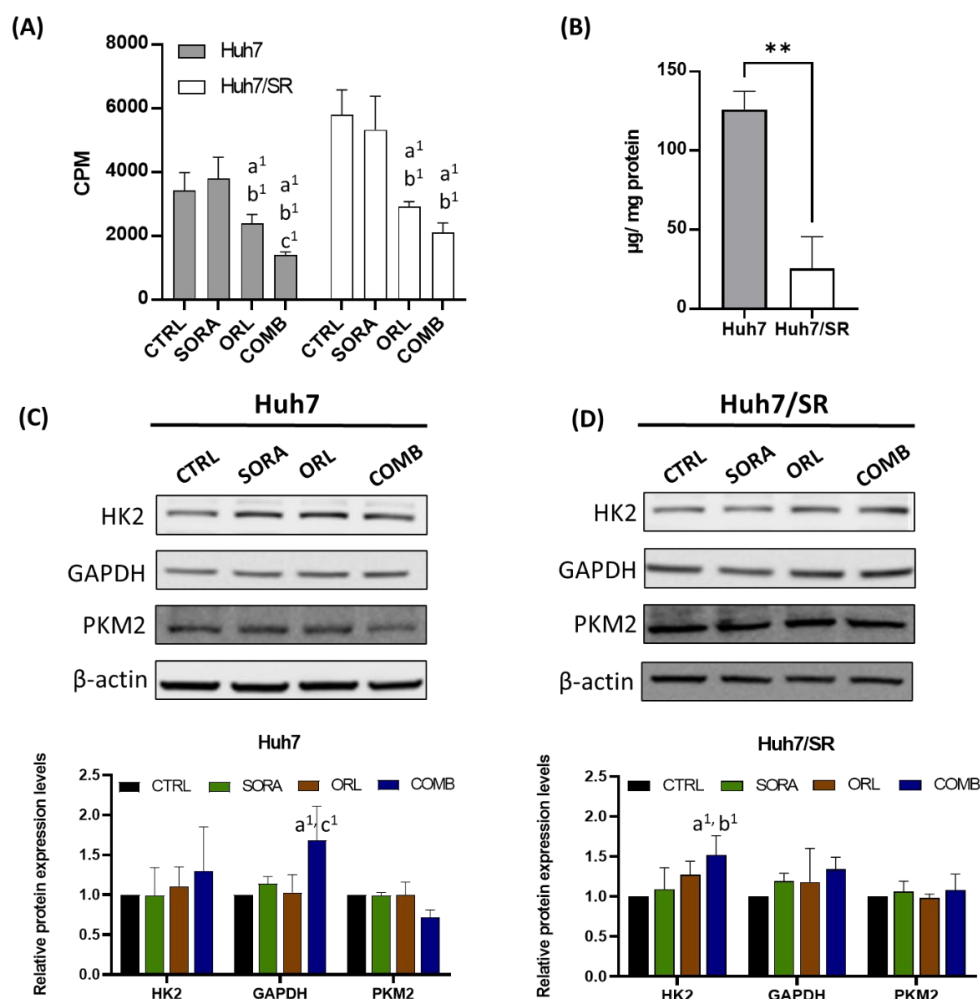 (A)
8000
6000
4000
2000
0
CPM
Huh7
Huh7/SR
a¹
b¹
a¹
b¹
c¹
a¹
b¹
a¹
b¹
CTRL
SORA
ORL
COMB
CTRL
SORA
ORL
COMB
(B)
**
150
100
50
0
µg/ mg protein
Huh7
Huh7/SR
(C)
Huh7
CTRL
SORA
ORL
COMB
HK2
GAPDH
PKM2
β-actin
Huh7
CTRL
SORA
ORL
COMB
2.5
2.0
1.5
1.0
0.5
0.0
Relative protein expression levels
a¹, c¹
HK2
GAPDH
PKM2
(D)
Huh7/SR
CTRL
SORA
ORL
COMB
HK2
GAPDH
PKM2
β-actin
Huh7/SR
CTRL
SORA
ORL
COMB
2.5
2.0
1.5
1.0
0.5
0.0
Relative protein expression levels
a¹, b¹
HK2
GAPDH
PKM2